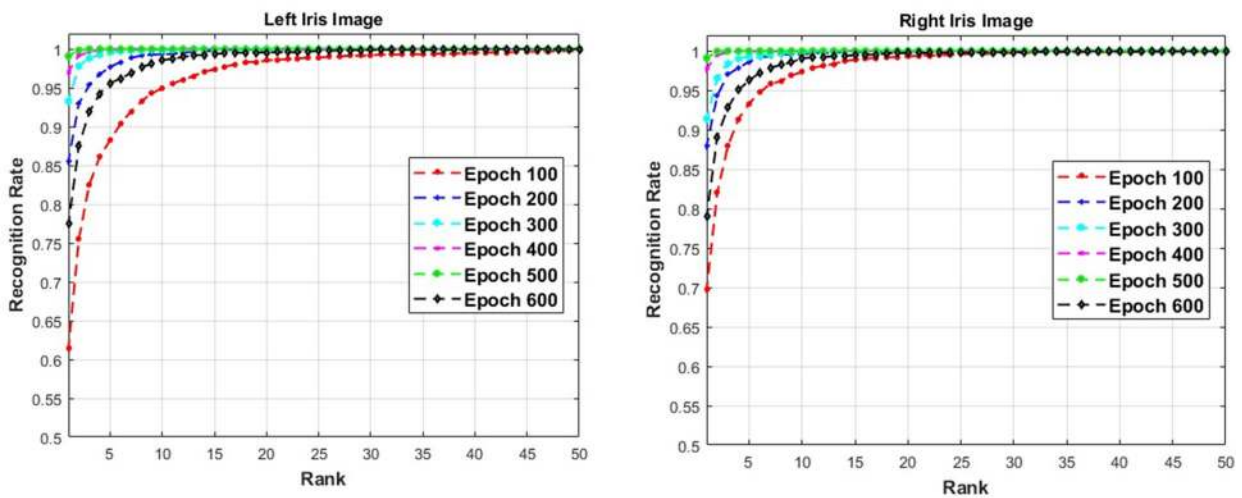 Left Iris Image
1
0.95
0.9
0.85
0.8
0.75
0.7
0.65
0.6
0.55
0.5
Recognition Rate
5 10 15 20 25 30 35 40 45 50
Rank
Epoch 100
Epoch 200
Epoch 300
Epoch 400
Epoch 500
Epoch 600
Right Iris Image
1
0.95
0.9
0.85
0.8
0.75
0.7
0.65
0.6
0.55
0.5
Recognition Rate
5 10 15 20 25 30 35 40 45 50
Rank
Epoch 100
Epoch 200
Epoch 300
Epoch 400
Epoch 500
Epoch 600